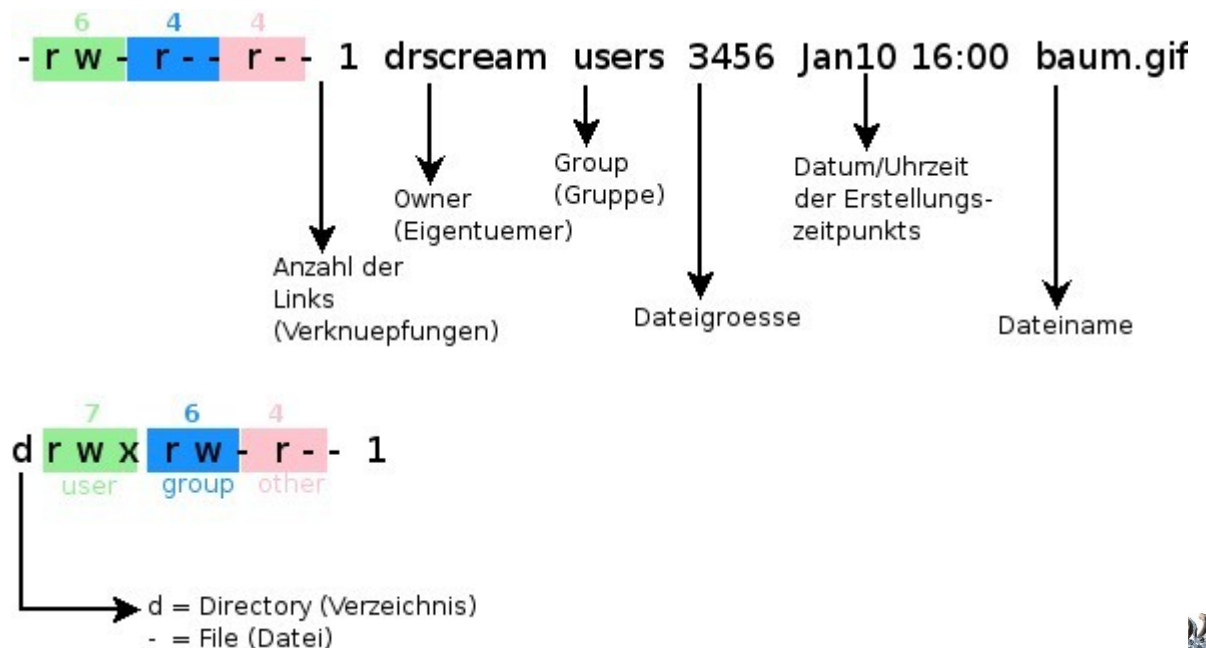 6 4 4
- r w - r - - r - - 1 drscream users 3456 Jan10 16:00 baum.gif
Group
(Gruppe)
Datum/Uhrzeit
der Erstellungs-
zeitpunkts
Owner
(Eigentuemer)
Anzahl der
Links
(Verknuepfungen)
Dateigroesse
Dateiname
7 6 4
d r w x r w - r - - 1
user group other
d = Directory (Verzeichnis)
- = File (Datei)